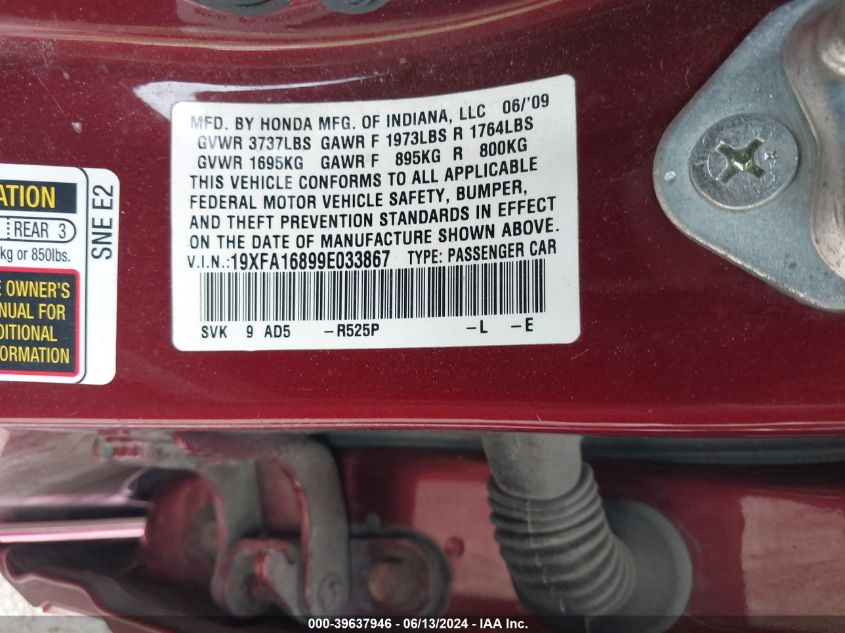 MFD. BY HONDA MFG. OF INDIANA, LLC 06/'09
GVWR 3737LBS GAWR F 1973LBS R 1764LBS
GVWR 1695KG GAWR F 895KG R 800KG
THIS VEHICLE CONFORMS TO ALL APPLICABLE
FEDERAL MOTOR VEHICLE SAFETY, BUMPER,
AND THEFT PREVENTION STANDARDS IN EFFECT
ON THE DATE OF MANUFACTURE SHOWN ABOVE.
V.I.N.:19XFA16899E033867 TYPE: PASSENGER CAR
SVK 9 AD5 -R525P -L -E
ATION
REAR 3
kg or 850lbs.
OWNER'S
ANUAL FOR
DITIONAL
FORMATION
SNE E2
000-39637946 - 06/13/2024 - IAA Inc.